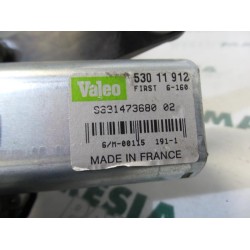 Valeo
530 11 912
FIRST 6-160
S331473680 02
6/M-00115 191-1
MADE IN FRANCE